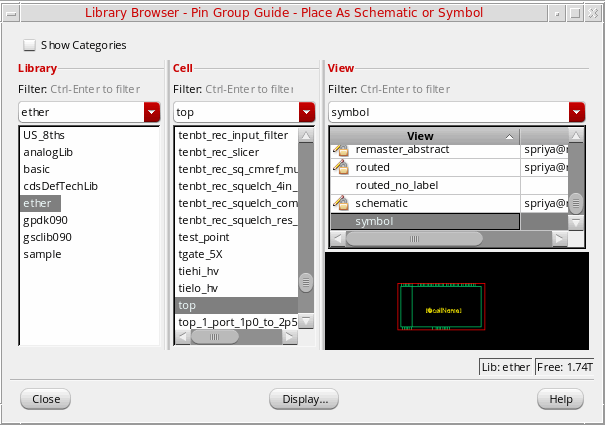 Library Browser - Pin Group Guide - Place As Schematic or Symbol
Show Categories
Library
Filter: Ctrl-Enter to filter
ether
US_8ths
analogLib
basic
cdsDefTechLib
ether
gpdk090
gsclib090
sample
Cell
Filter: Ctrl-Enter to filter
top
tenbt_rec_input_filter
tenbt_rec_slicer
tenbt_rec_sq_cmref_mu
tenbt_rec_squelch_4in_
tenbt_rec_squelch_com
tenbt_rec_squelch_res_
test_point
tgate_5X
tiehi_hv
tielo_hv
top
top_1_port_1p0_to_2p5
View
Filter: Ctrl-Enter to filter
symbol
View
remaster_abstract spriya@r
routed spriya@r
routed_no_label
schematic spriya@r
symbol
Lib: ether Free: 1.74T
Close Display... Help